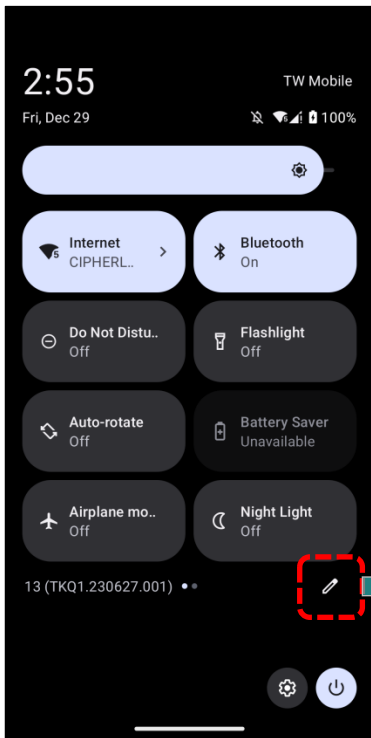 2:55
TW Mobile
Fri, Dec 29
100%
Internet
CIPHERL..
Bluetooth
On
Do Not Distu..
Off
Flashlight
Off
Auto-rotate
Off
Battery Saver
Unavailable
Airplane mo..
Off
Night Light
Off
13 (TKQ1.230627.001)